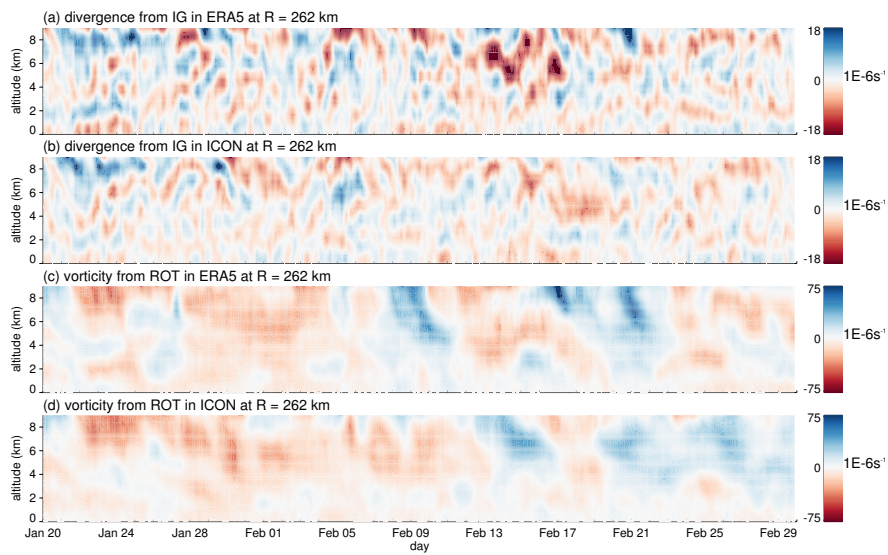 (a) divergence from IG in ERA5 at R = 262 km
altitude (km)
8
6
4
2
0
18
0
-18
1E-6s⁻¹
(b) divergence from IG in ICON at R = 262 km
altitude (km)
8
6
4
2
0
18
0
-18
1E-6s⁻¹
(c) vorticity from ROT in ERA5 at R = 262 km
altitude (km)
8
6
4
2
0
75
0
-75
1E-6s⁻¹
(d) vorticity from ROT in ICON at R = 262 km
altitude (km)
8
6
4
2
0
75
0
-75
1E-6s⁻¹
Jan 20 Jan 24 Jan 28 Feb 01 Feb 05 Feb 09 Feb 13 Feb 17 Feb 21 Feb 25 Feb 29
day